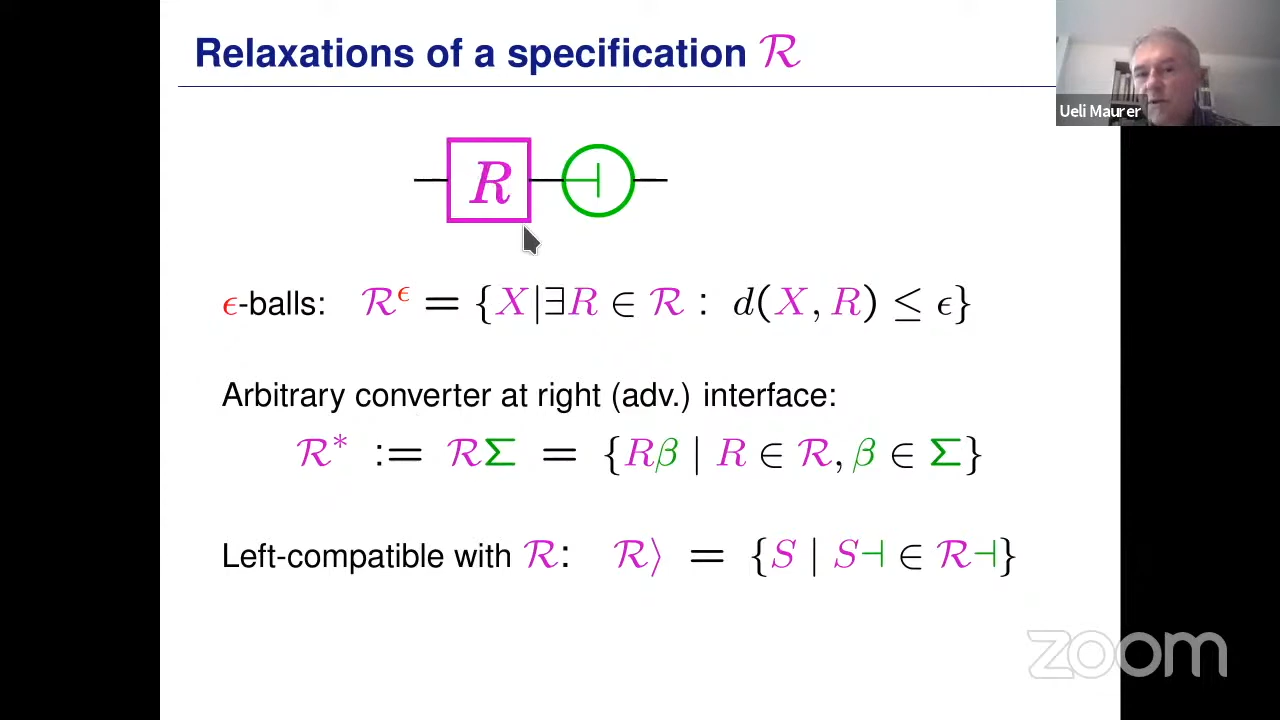 Relaxations of a specification ℛ
Ueli Maurer
R ⊣
ϵ-balls: ℛ^ϵ = {X|∃R ∈ ℛ : d(X, R) ≤ ϵ}
Arbitrary converter at right (adv.) interface:
ℛ* := ℛΣ = {Rβ | R ∈ ℛ, β ∈ Σ}
Left-compatible with ℛ: ℛ⟩ = {S | S⊣ ∈ ℛ⊣}
zoom